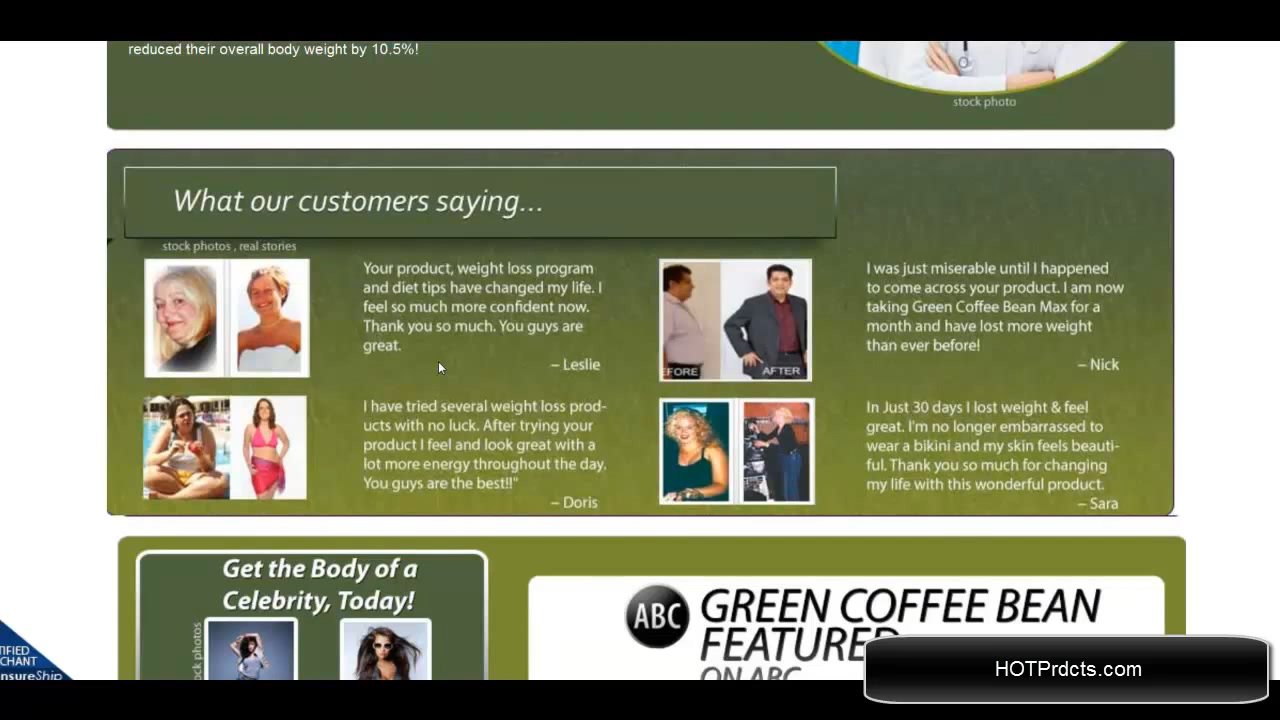 reduced their overall body weight by 10.5%!
stock photo
What our customers saying...
stock photos , real stories
Your product, weight loss program
and diet tips have changed my life. I
feel so much more confident now.
Thank you so much. You guys are
great.
– Leslie
I was just miserable until I happened
to come across your product. I am now
taking Green Coffee Bean Max for a
month and have lost more weight
than ever before!
– Nick
EFORE
AFTER
I have tried several weight loss prod-
ucts with no luck. After trying your
product I feel and look great with a
lot more energy throughout the day.
You guys are the best!!"
– Doris
In Just 30 days I lost weight & feel
great. I'm no longer embarrassed to
wear a bikini and my skin feels beauti-
ful. Thank you so much for changing
my life with this wonderful product.
– Sara
Get the Body of a
Celebrity, Today!
ck photos
ABC
GREEN COFFEE BEAN
FEATURED
ON ABC
TIFIED
CHANT
nsureShip
HOTPrdcts.com